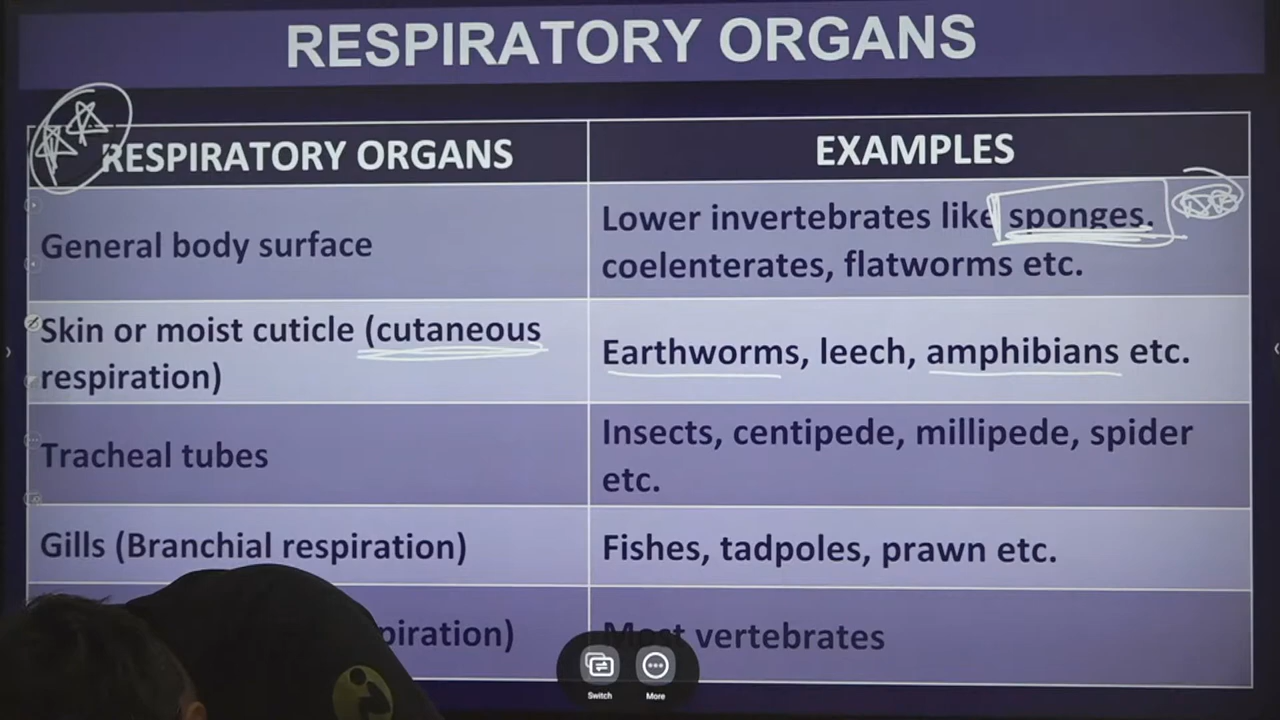 RESPIRATORY ORGANS
RESPIRATORY ORGANS
EXAMPLES
General body surface
Lower invertebrates like sponges.
coelenterates, flatworms etc.
Skin or moist cuticle (cutaneous
respiration)
Earthworms, leech, amphibians etc.
Tracheal tubes
Insects, centipede, millipede, spider
etc.
Gills (Branchial respiration)
Fishes, tadpoles, prawn etc.
Most vertebrates
Switch
More